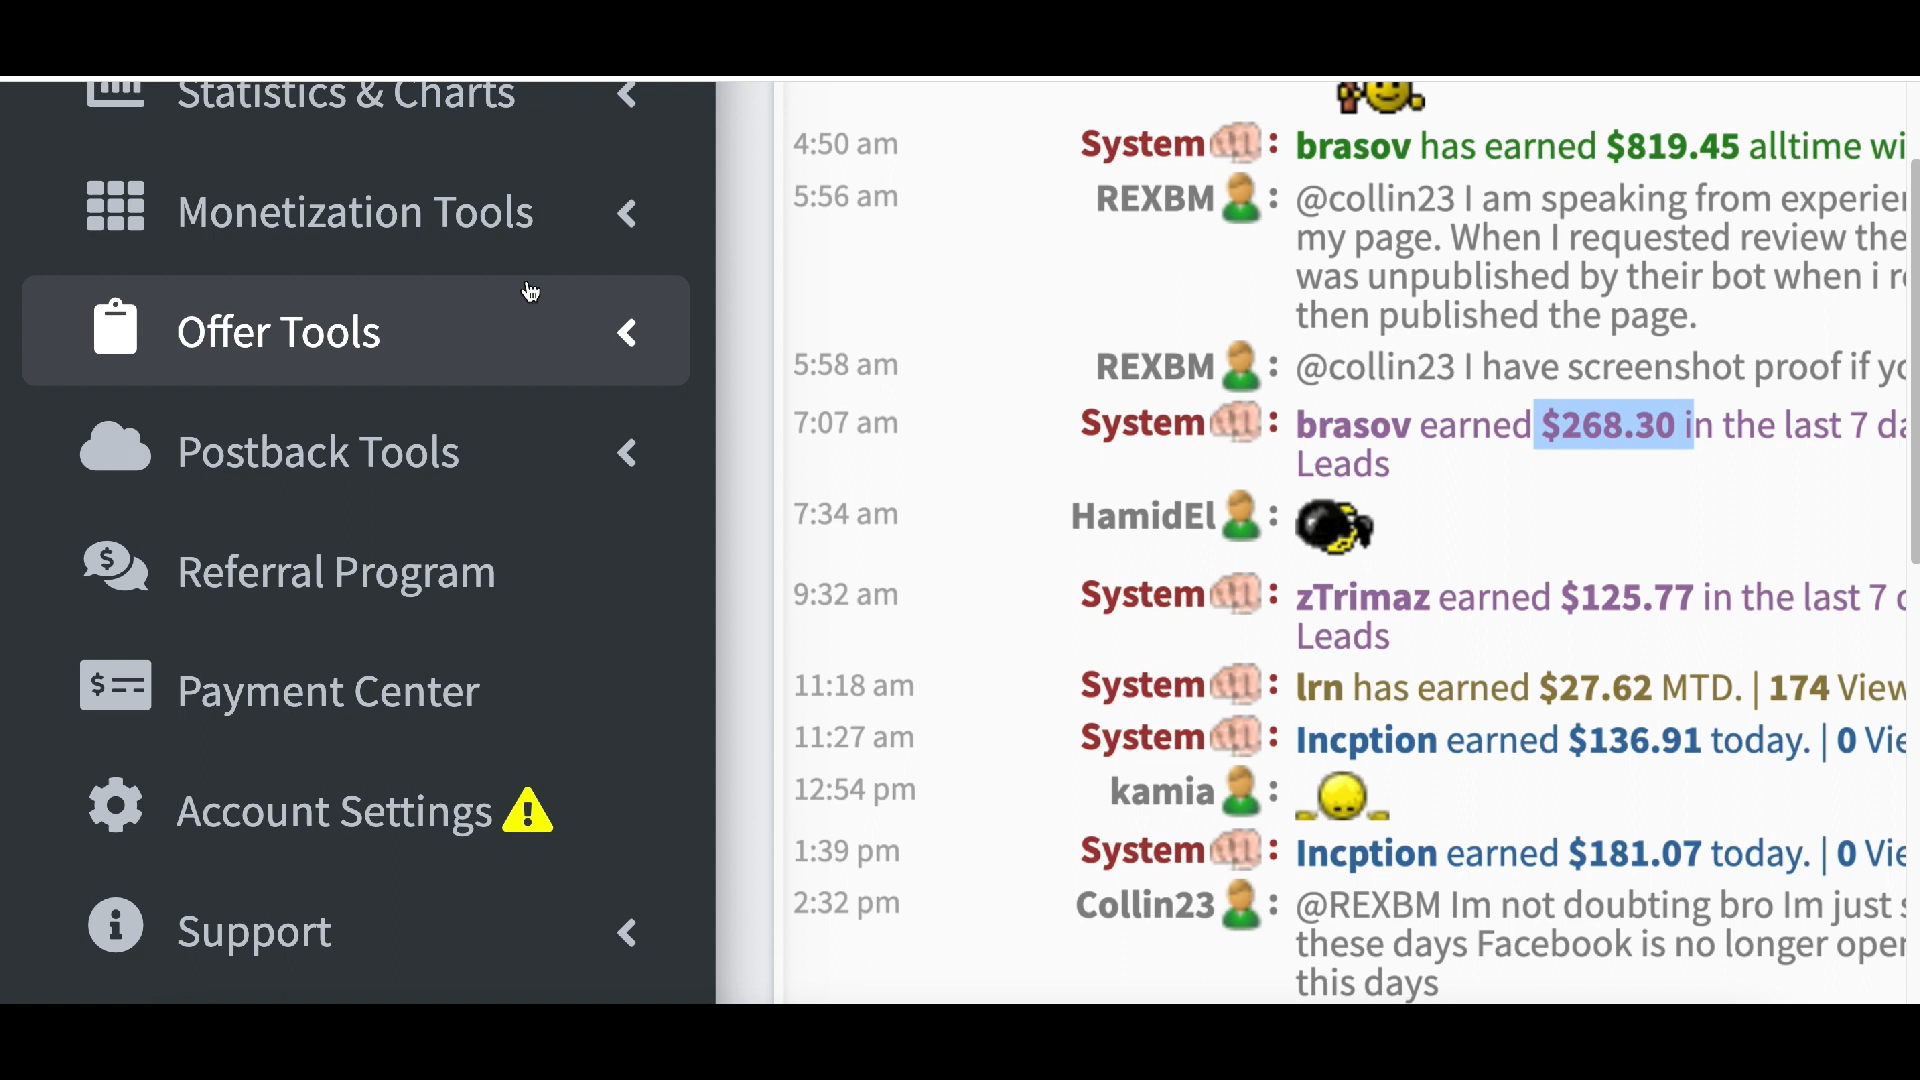 Statistics & Charts
Monetization Tools
Offer Tools
Postback Tools
Referral Program
Payment Center
Account Settings
Support
4:50 am System: brasov has earned $819.45 alltime wi
5:56 am REXBM: @collin23 I am speaking from experie
my page. When I requested review the
was unpublished by their bot when i r
then published the page.
5:58 am REXBM: @collin23 I have screenshot proof if yo
7:07 am System: brasov earned $268.30 in the last 7 da
Leads
7:34 am HamidEl:
9:32 am System: zTrimaz earned $125.77 in the last 7
Leads
11:18 am System: lrn has earned $27.62 MTD. | 174 View
11:27 am System: Incption earned $136.91 today. | 0 Vie
12:54 pm kamia:
1:39 pm System: Incption earned $181.07 today. | 0 Vie
2:32 pm Collin23: @REXBM Im not doubting bro Im just s
these days Facebook is no longer oper
this days